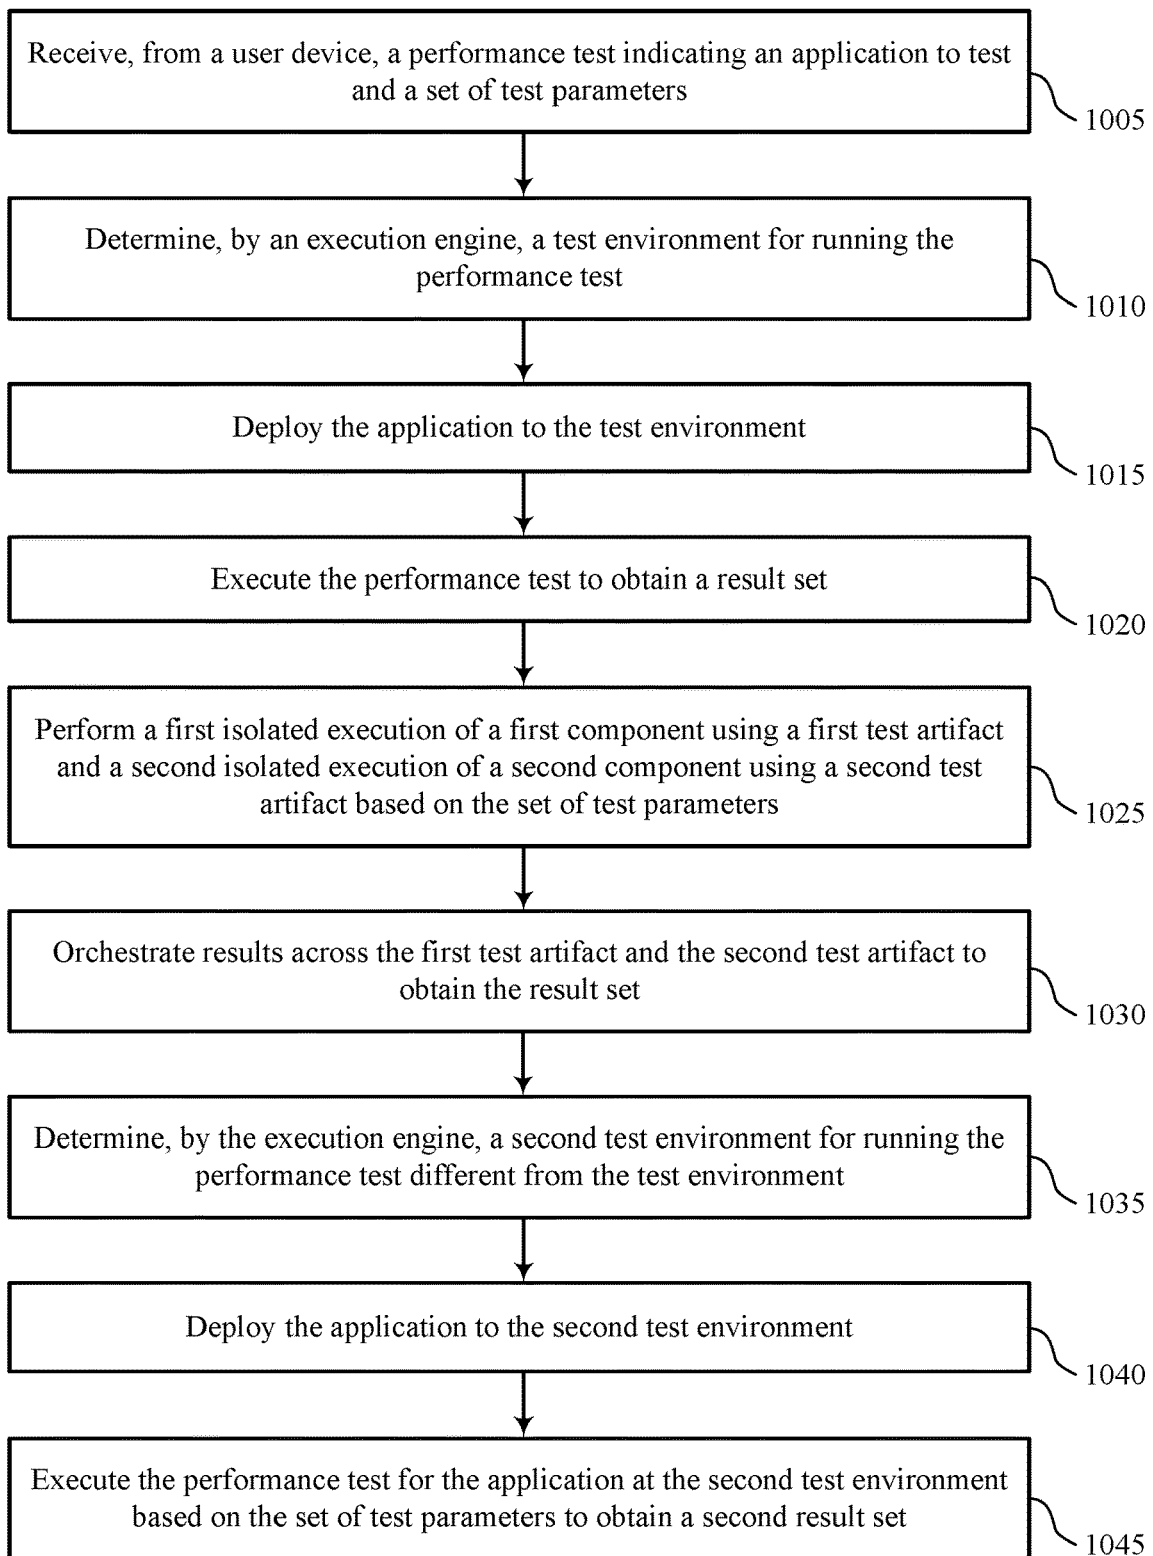 Receive, from a user device, a performance test indicating an application to test
and a set of test parameters
1005
Determine, by an execution engine, a test environment for running the
performance test
1010
Deploy the application to the test environment
1015
Execute the performance test to obtain a result set
1020
Perform a first isolated execution of a first component using a first test artifact
and a second isolated execution of a second component using a second test
artifact based on the set of test parameters
1025
Orchestrate results across the first test artifact and the second test artifact to
obtain the result set
1030
Determine, by the execution engine, a second test environment for running the
performance test different from the test environment
1035
Deploy the application to the second test environment
1040
Execute the performance test for the application at the second test environment
based on the set of test parameters to obtain a second result set
1045